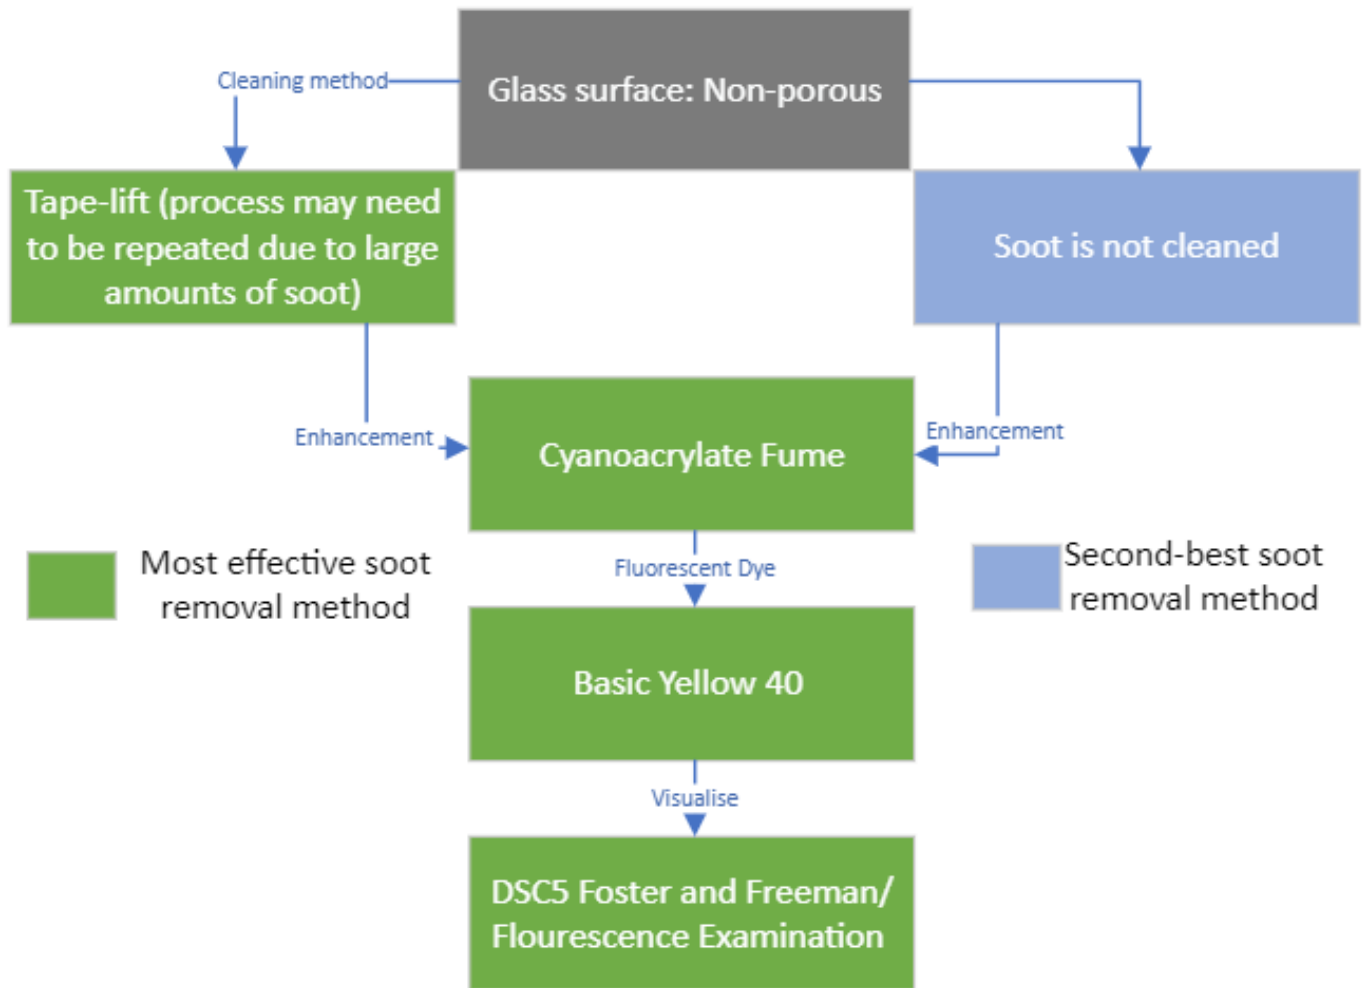 Glass surface: Non-porous
Cleaning method
Tape-lift (process may need
to be repeated due to large
amounts of soot)
Soot is not cleaned
Enhancement
Enhancement
Cyanoacrylate Fume
Fluorescent Dye
Most effective soot
removal method
Second-best soot
removal method
Basic Yellow 40
Visualise
DSC5 Foster and Freeman/
Flourescence Examination